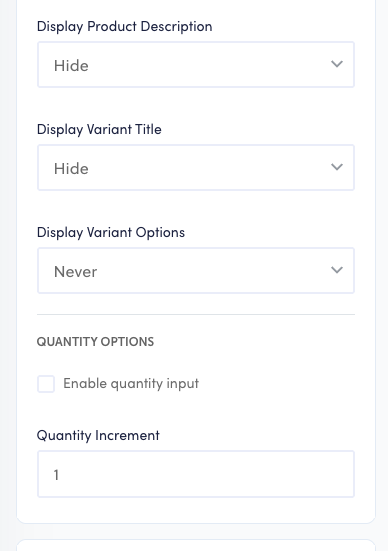 Display Product Description
Hide
Display Variant Title
Hide
Display Variant Options
Never
QUANTITY OPTIONS
Enable quantity input
Quantity Increment
1